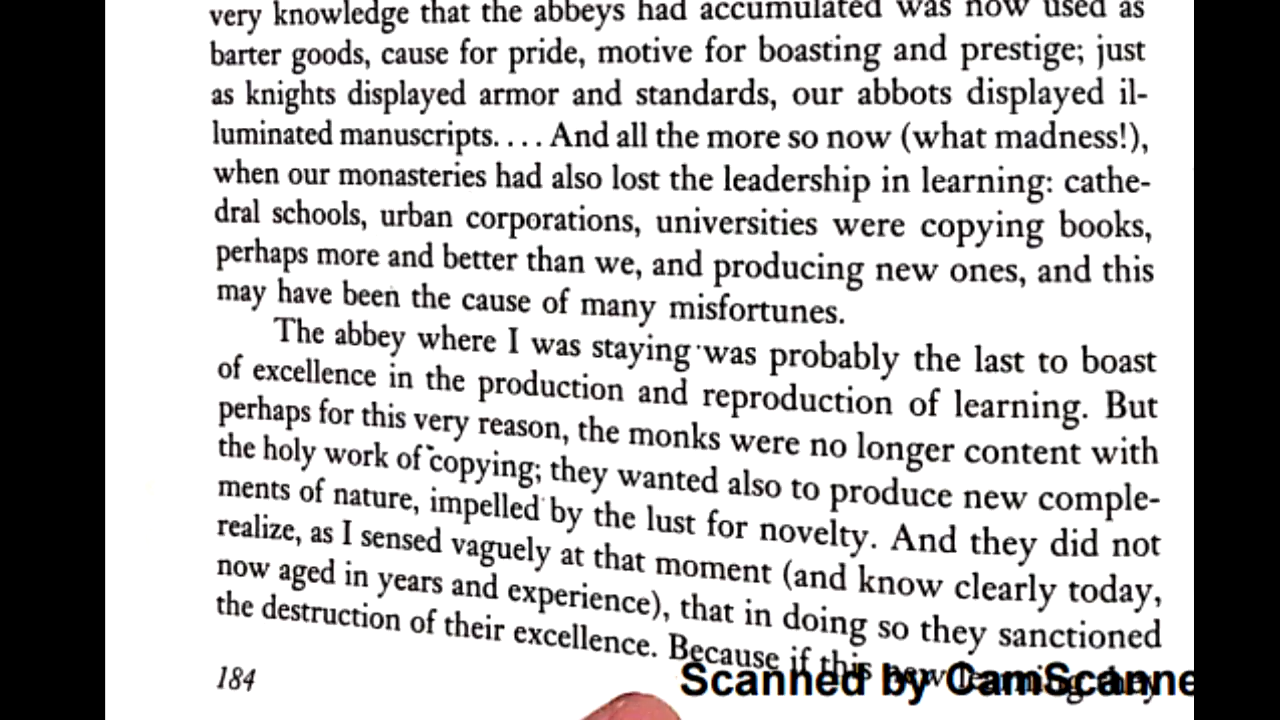 very knowledge that the abbeys had accumulated was now used as
barter goods, cause for pride, motive for boasting and prestige; just
as knights displayed armor and standards, our abbots displayed il-
luminated manuscripts. . . . And all the more so now (what madness!),
when our monasteries had also lost the leadership in learning: cathe-
dral schools, urban corporations, universities were copying books,
perhaps more and better than we, and producing new ones, and this
may have been the cause of many misfortunes.
The abbey where I was staying was probably the last to boast
of excellence in the production and reproduction of learning. But
perhaps for this very reason, the monks were no longer content with
the holy work of copying; they wanted also to produce new comple-
ments of nature, impelled by the lust for novelty. And they did not
realize, as I sensed vaguely at that moment (and know clearly today,
now aged in years and experience), that in doing so they sanctioned
the destruction of their excellence. Because if this new learning they
184
Scanned by CamScanne